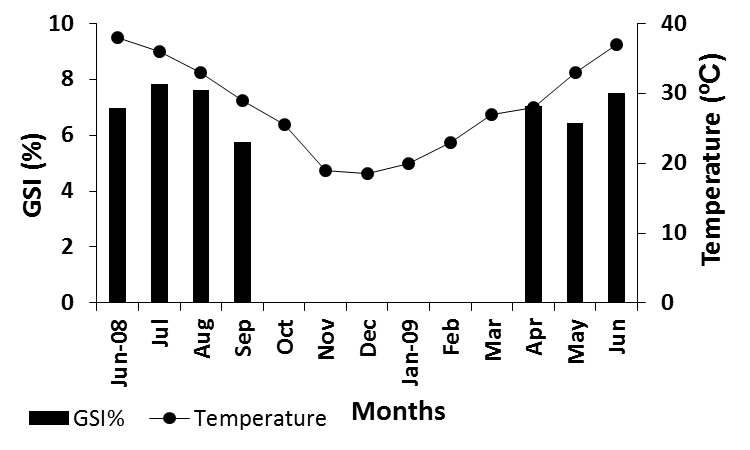 GSI (%)
10
8
6
4
2
0
40
30
20
10
0
Temperature (ºC)
Jun-08
Jul
Aug
Sep
Oct
Nov
Dec
Jan-09
Feb
Mar
Apr
May
Jun
Months
GSI%
Temperature